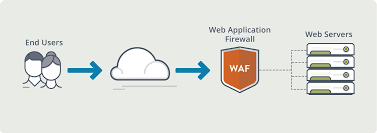 End Users
Web Application
Firewall
WAF
Web Servers